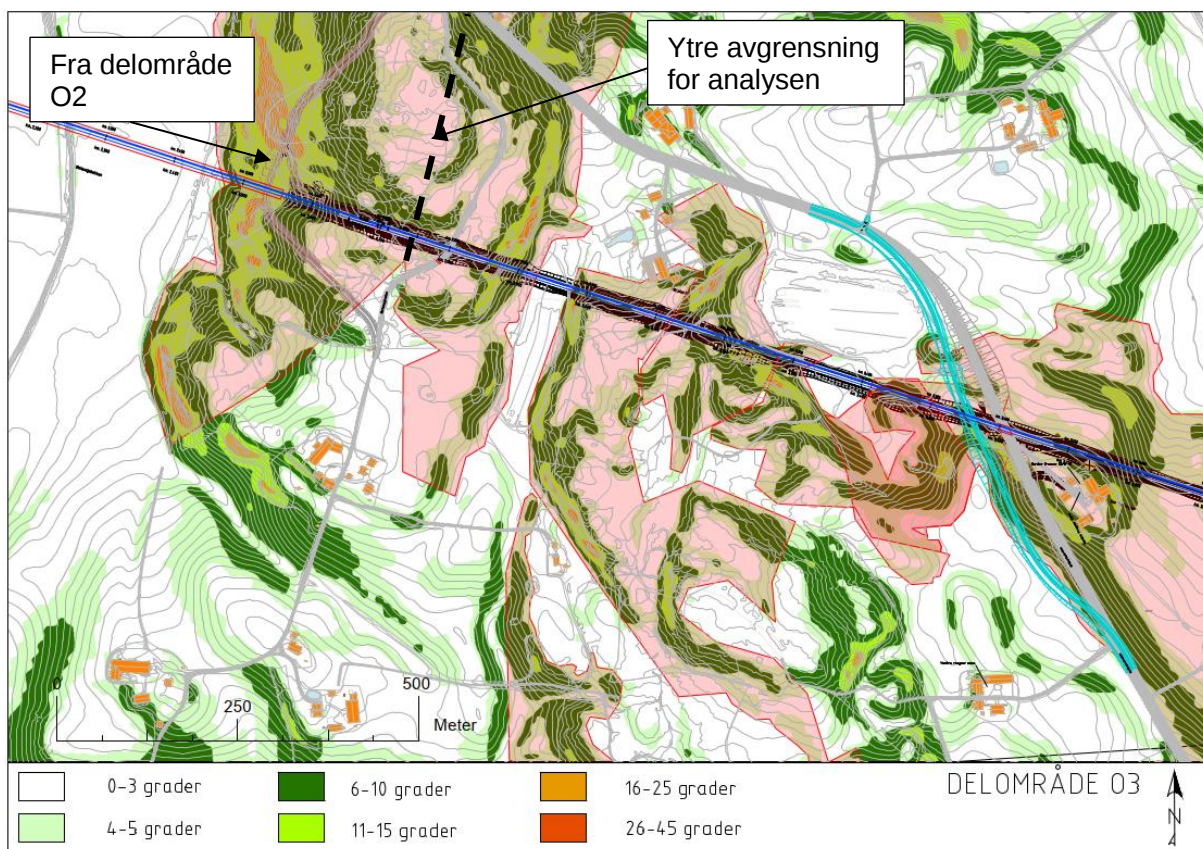 Fra delområde
O2
Ytre avgrensning
for analysen
0
250
500
Meter
0-3 grader
4-5 grader
6-10 grader
11-15 grader
16-25 grader
26-45 grader
DELOMRÅDE O3
N